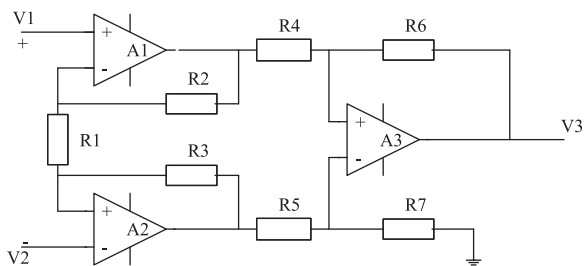 V1
+
+
-
A1
R4
R6
R2
R1
R3
+
-
A3
V3
+
-
A2
R5
R7
-
V2